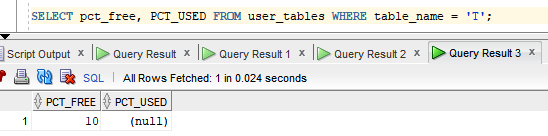 SELECT pct_free, PCT_USED FROM user_tables WHERE table_name = 'T';
Script Output x Query Result x Query Result 1 x Query Result 2 x Query Result 3 x
SQL | All Rows Fetched: 1 in 0.024 seconds
PCT_FREE PCT_USED
1 10 (null)